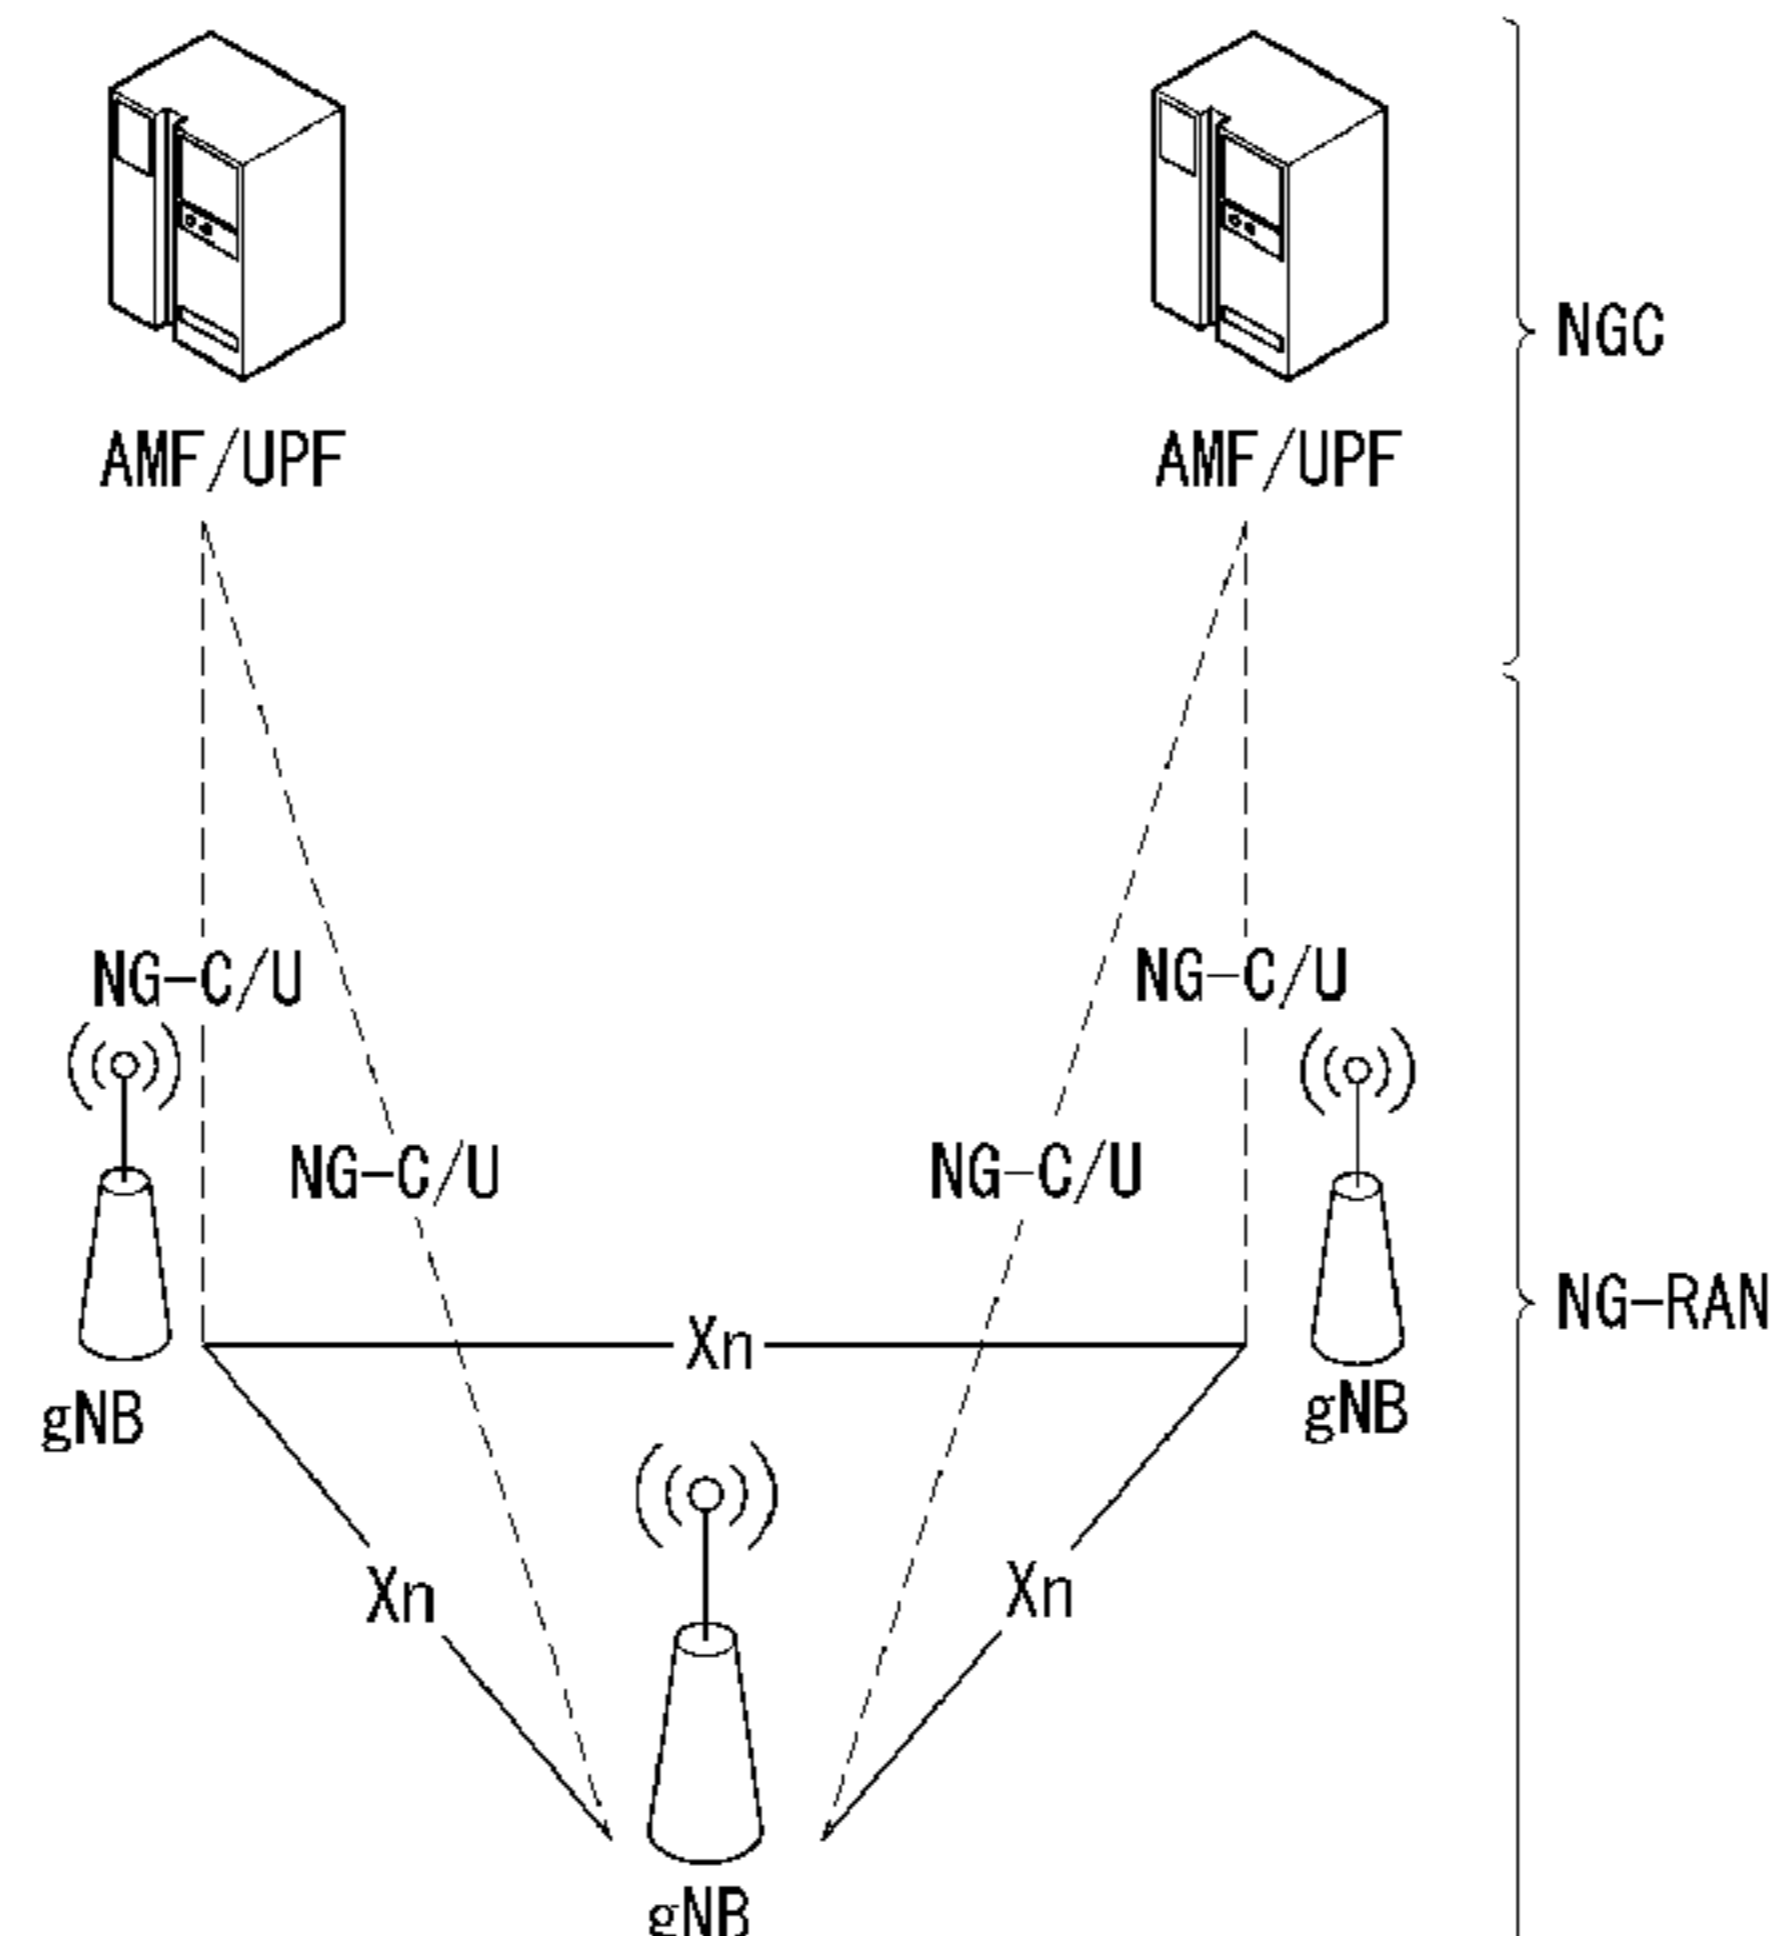 NGC
AMF/UPF
AMF/UPF
NG-C/U
NG-C/U
NG-C/U
NG-C/U
NG-RAN
Xn
gNB
gNB
Xn
Xn
gNB